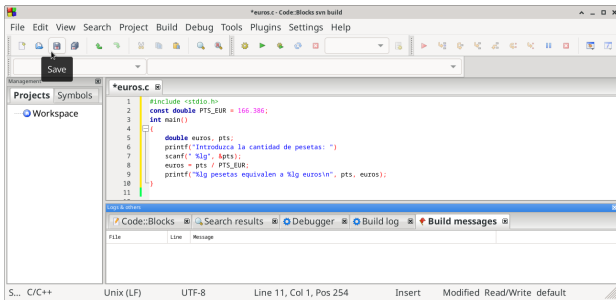 *euros.c - Code::Blocks svn build
File Edit View Search Project Build Debug Tools Plugins Settings Help
Save
Management
Projects Symbols
Workspace
*euros.c
1 #include <stdio.h>
2 const double PTS_EUR = 166.386;
3 int main()
4 {
5 double euros, pts;
6 printf("Introduzca la cantidad de pesetas: ")
7 scanf(" %lg", &pts);
8 euros = pts / PTS_EUR;
9 printf("%lg pesetas equivalen a %lg euros\n", pts, euros);
10 }
11
Logs & others
Code::Blocks Search results Debugger Build log Build messages
File Line Message
S... C/C++ Unix (LF) UTF-8 Line 11, Col 1, Pos 254 Insert Modified Read/Write default